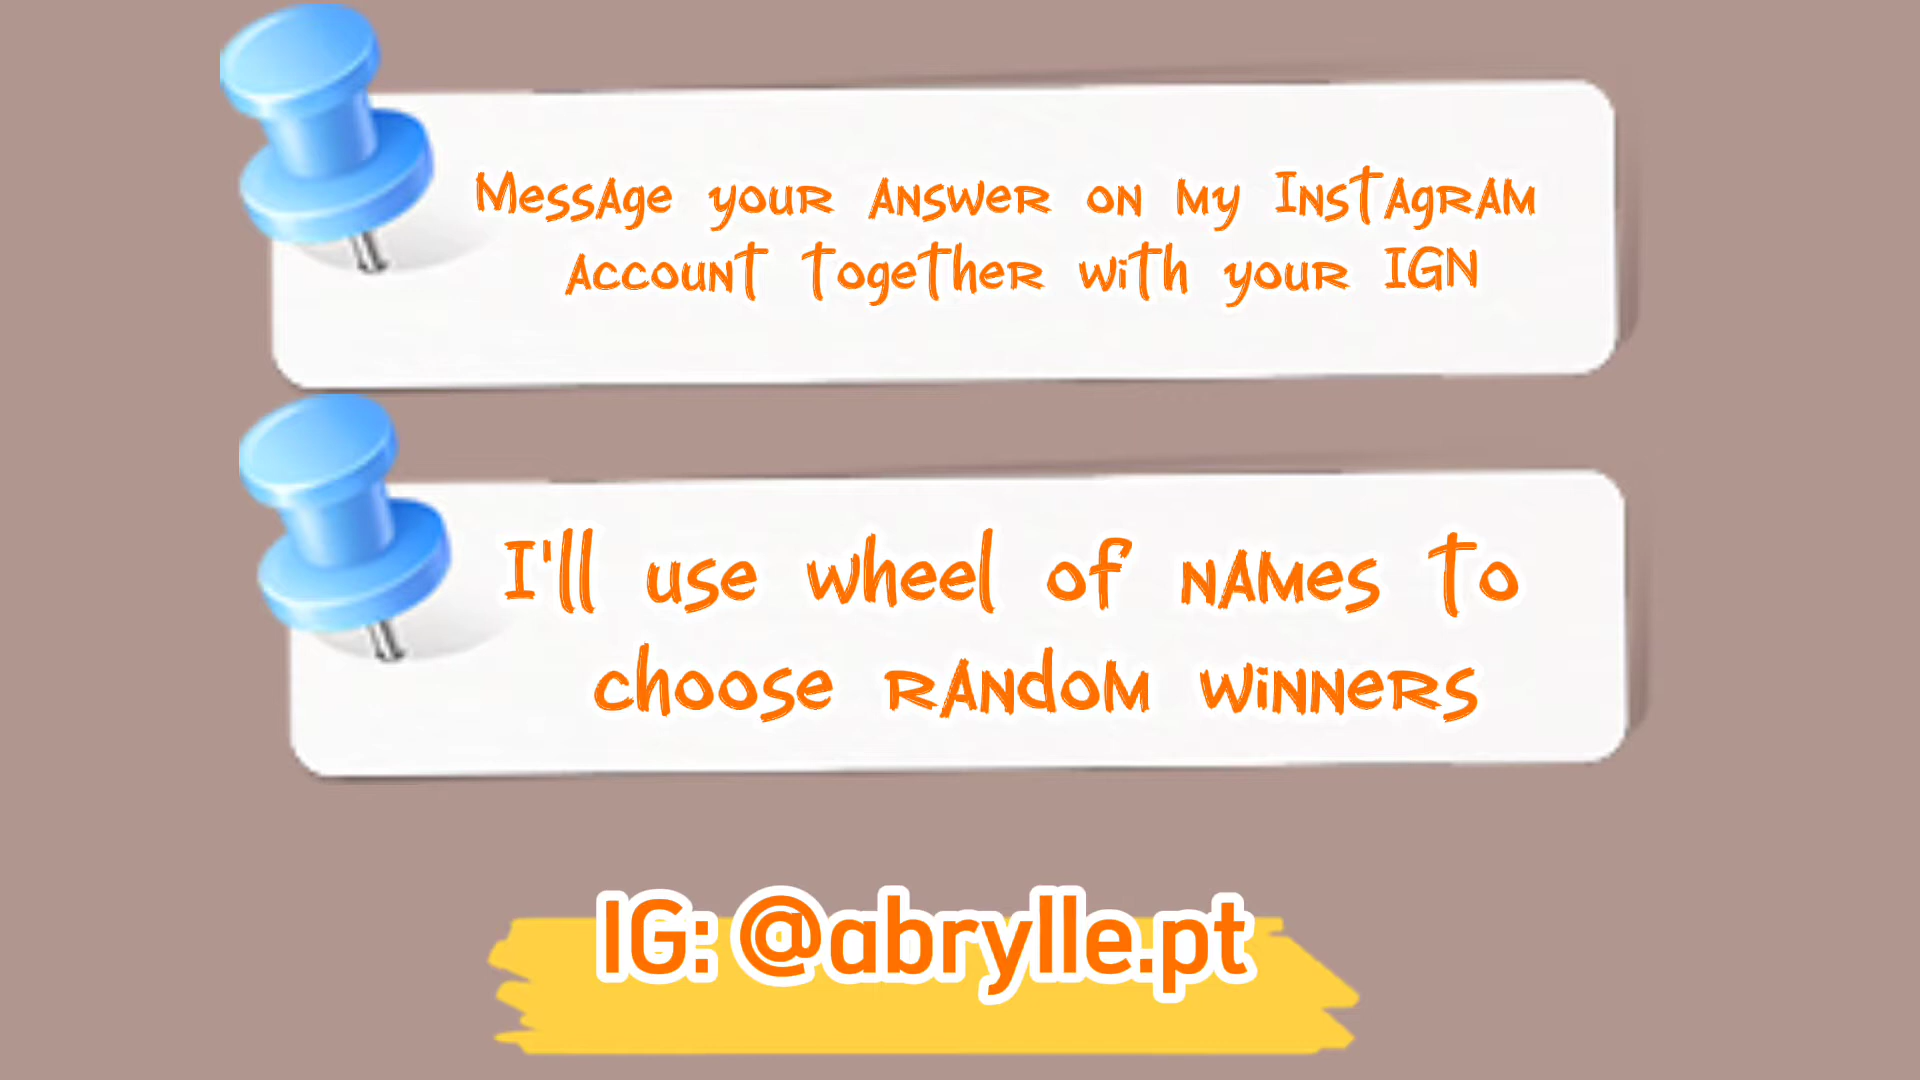 Message your answer on my Instagram
account together with your IGN
I'll use wheel of names to
choose random winners
IG: @abrylle.pt